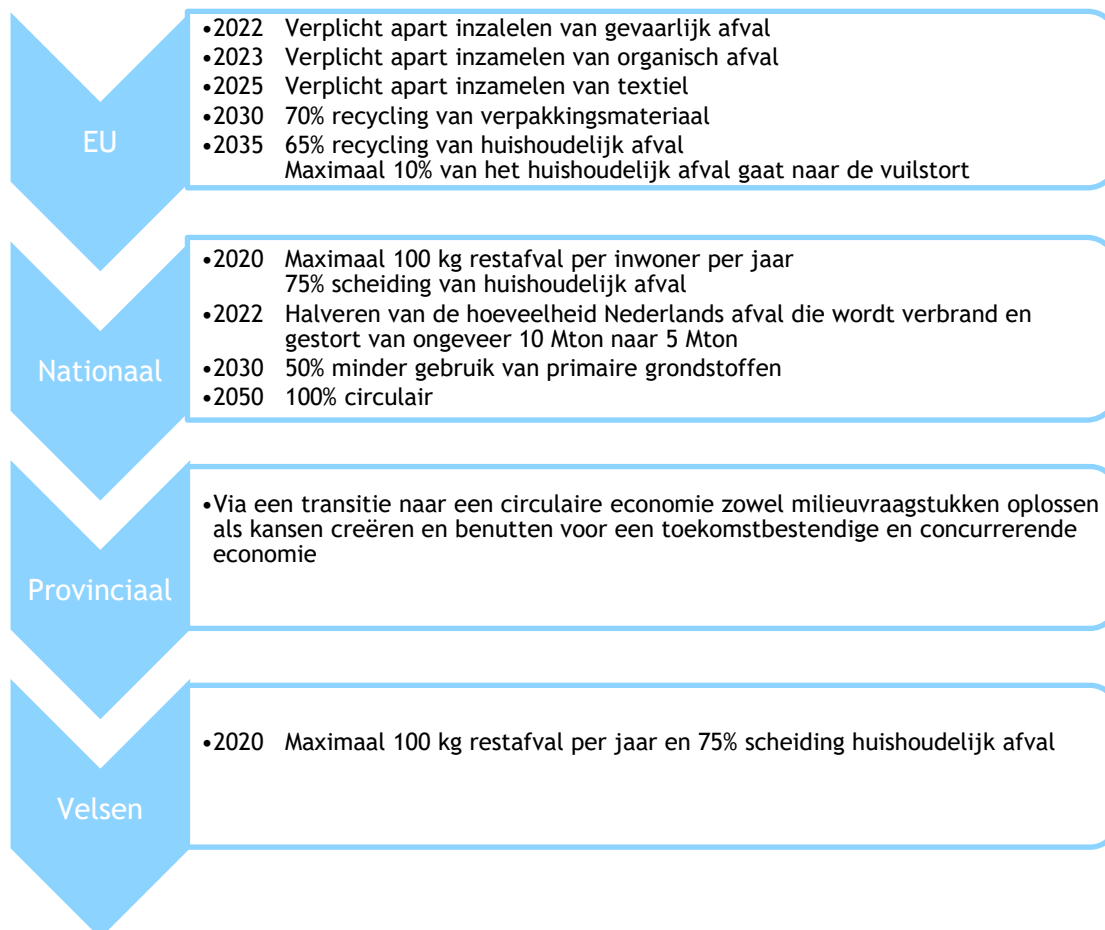 EU
•2022 Verplicht apart inzalelen van gevaarlijk afval
•2023 Verplicht apart inzamelen van organisch afval
•2025 Verplicht apart inzamelen van textiel
•2030 70% recycling van verpakkingsmateriaal
•2035 65% recycling van huishoudelijk afval
Maximaal 10% van het huishoudelijk afval gaat naar de vuilstort
Nationaal
•2020 Maximaal 100 kg restafval per inwoner per jaar
75% scheiding van huishoudelijk afval
•2022 Halveren van de hoeveelheid Nederlands afval die wordt verbrand en
gestort van ongeveer 10 Mton naar 5 Mton
•2030 50% minder gebruik van primaire grondstoffen
•2050 100% circulair
Provinciaal
•Via een transitie naar een circulaire economie zowel milieuvraagstukken oplossen
als kansen creëren en benutten voor een toekomstbestendige en concurrerende
economie
Velsen
•2020 Maximaal 100 kg restafval per jaar en 75% scheiding huishoudelijk afval